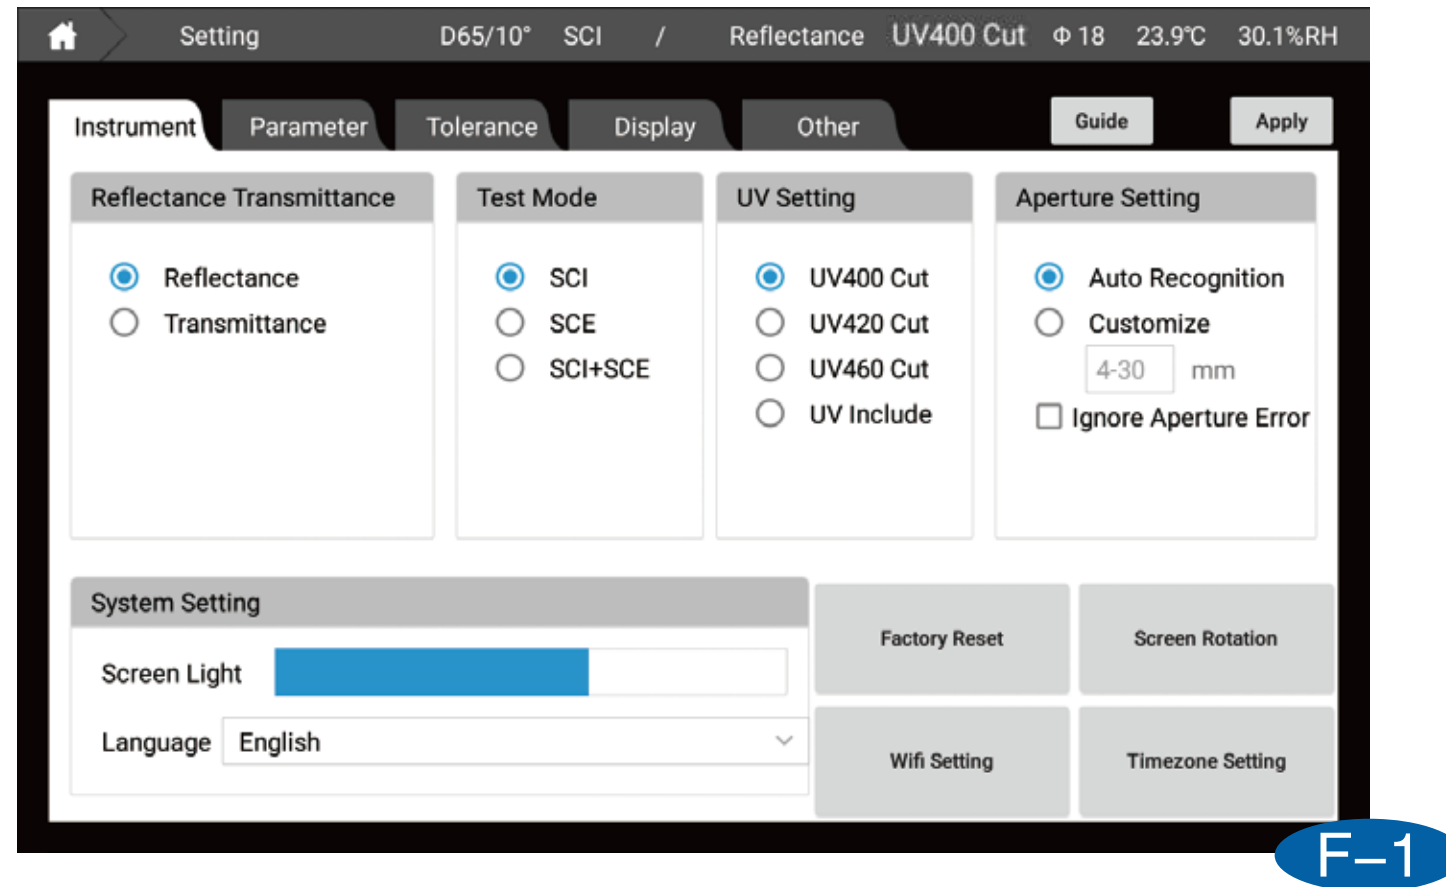 Setting D65/10° SCI / Reflectance UV400 Cut Φ 18 23.9℃ 30.1%RH
Instrument Parameter Tolerance Display Other Guide Apply
Reflectance Transmittance
Reflectance
Transmittance
Test Mode
SCI
SCE
SCI+SCE
UV Setting
UV400 Cut
UV420 Cut
UV460 Cut
UV Include
Aperture Setting
Auto Recognition
Customize
4-30 mm
Ignore Aperture Error
System Setting
Screen Light
Language English
Factory Reset
Screen Rotation
Wifi Setting
Timezone Setting
F–1